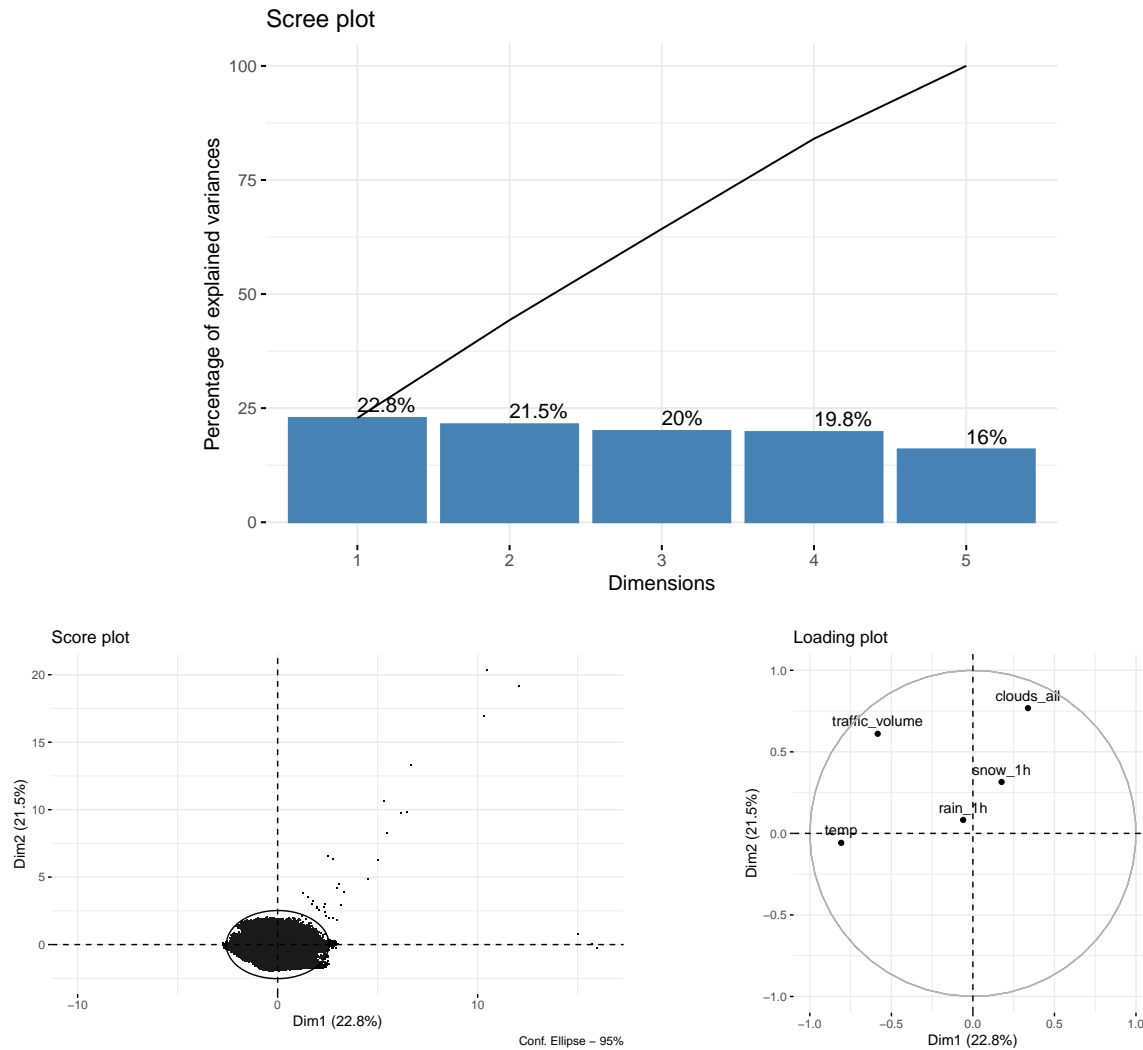 Scree plot
100
75
50
25
0
Percentage of explained variances
22.8%
21.5%
20%
19.8%
16%
1 2 3 4 5
Dimensions
Score plot
20
15
10
5
0
Dim2 (21.5%)
−10 0 10
Dim1 (22.8%)
Conf. Ellipse − 95%
Loading plot
1.0
0.5
0.0
−0.5
−1.0
Dim2 (21.5%)
clouds_all
traffic_volume
snow_1h
rain_1h
temp
−1.0 −0.5 0.0 0.5 1.0
Dim1 (22.8%)